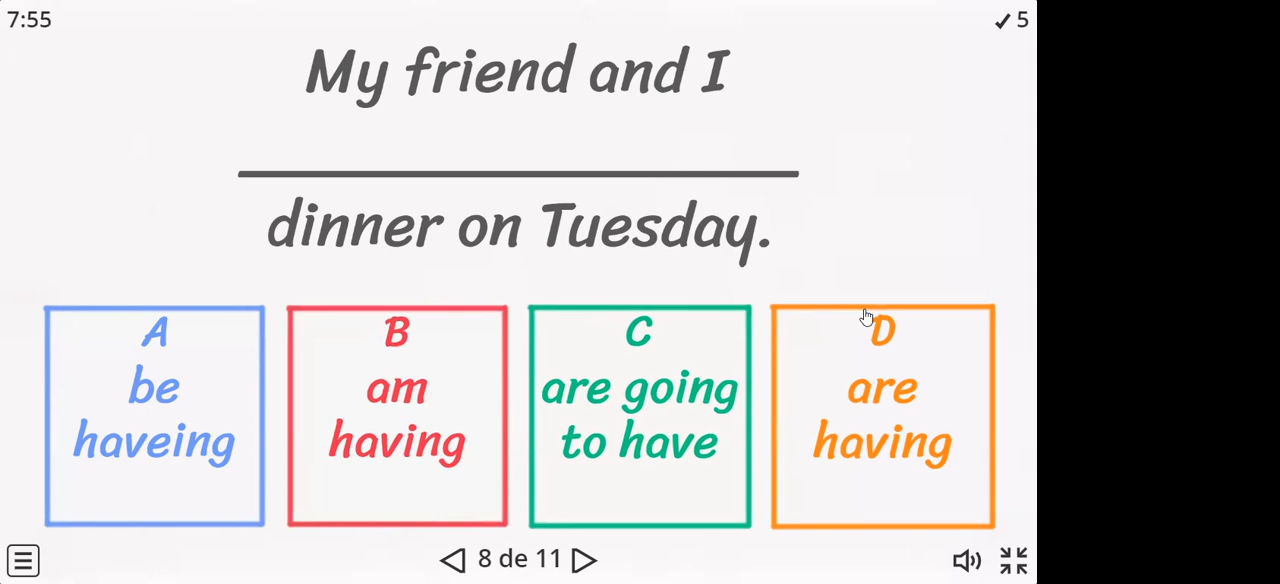 7:55
✓ 5
My friend and I
dinner on Tuesday.
A
be
haveing
B
am
having
C
are going
to have
D
are
having
8 de 11